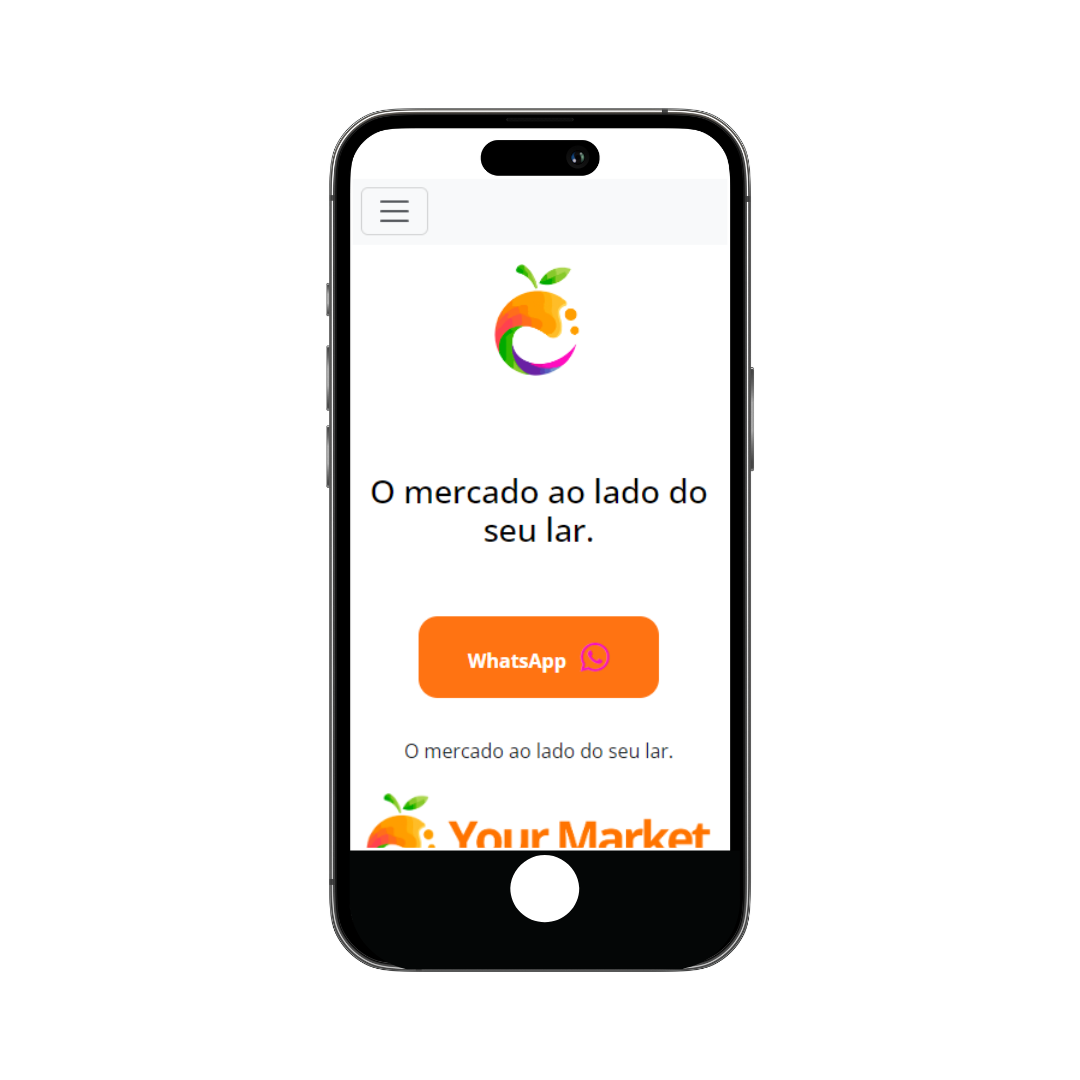 O mercado ao lado do
seu lar.
WhatsApp
O mercado ao lado do seu lar.
Your Market